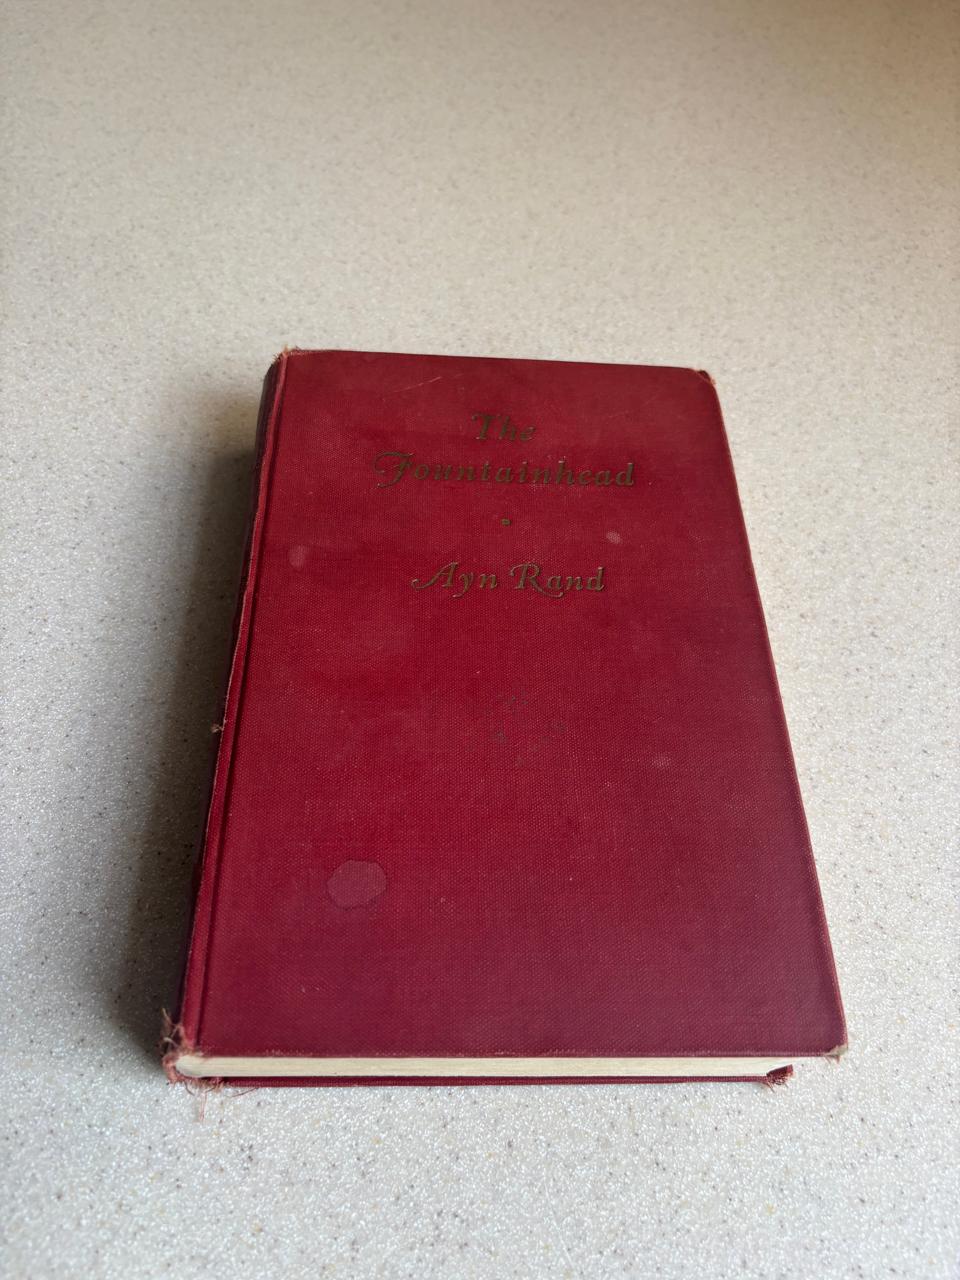 The
Fountainhead
Ayn Rand